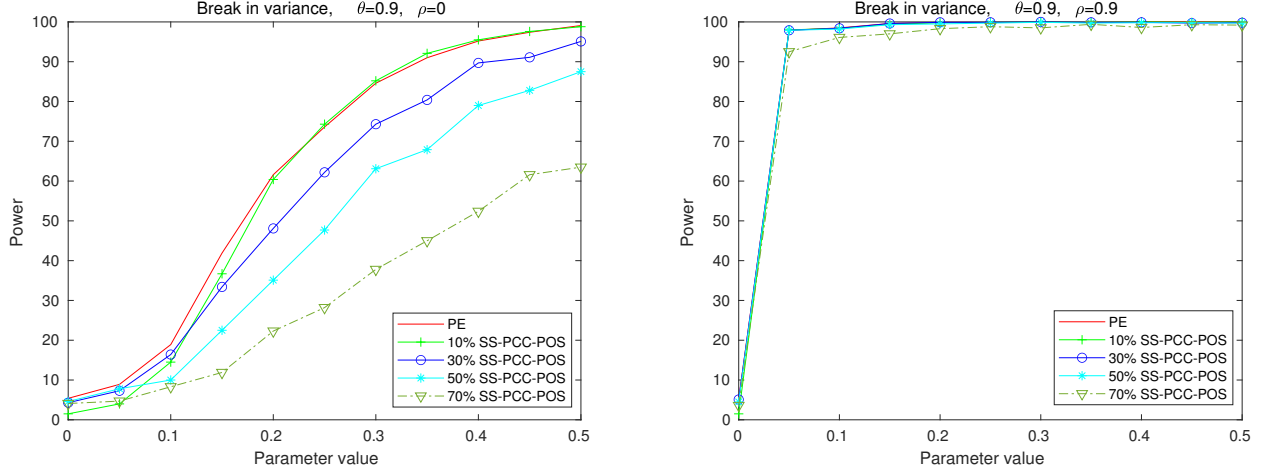 Break in variance, θ=0.9, ρ=0
100
90
80
70
60
50
40
30
20
10
0
Power
0 0.1 0.2 0.3 0.4 0.5
Parameter value
PE
10% SS-PCC-POS
30% SS-PCC-POS
50% SS-PCC-POS
70% SS-PCC-POS
Break in variance, θ=0.9, ρ=0.9
100
90
80
70
60
50
40
30
20
10
0
Power
0 0.1 0.2 0.3 0.4 0.5
Parameter value
PE
10% SS-PCC-POS
30% SS-PCC-POS
50% SS-PCC-POS
70% SS-PCC-POS